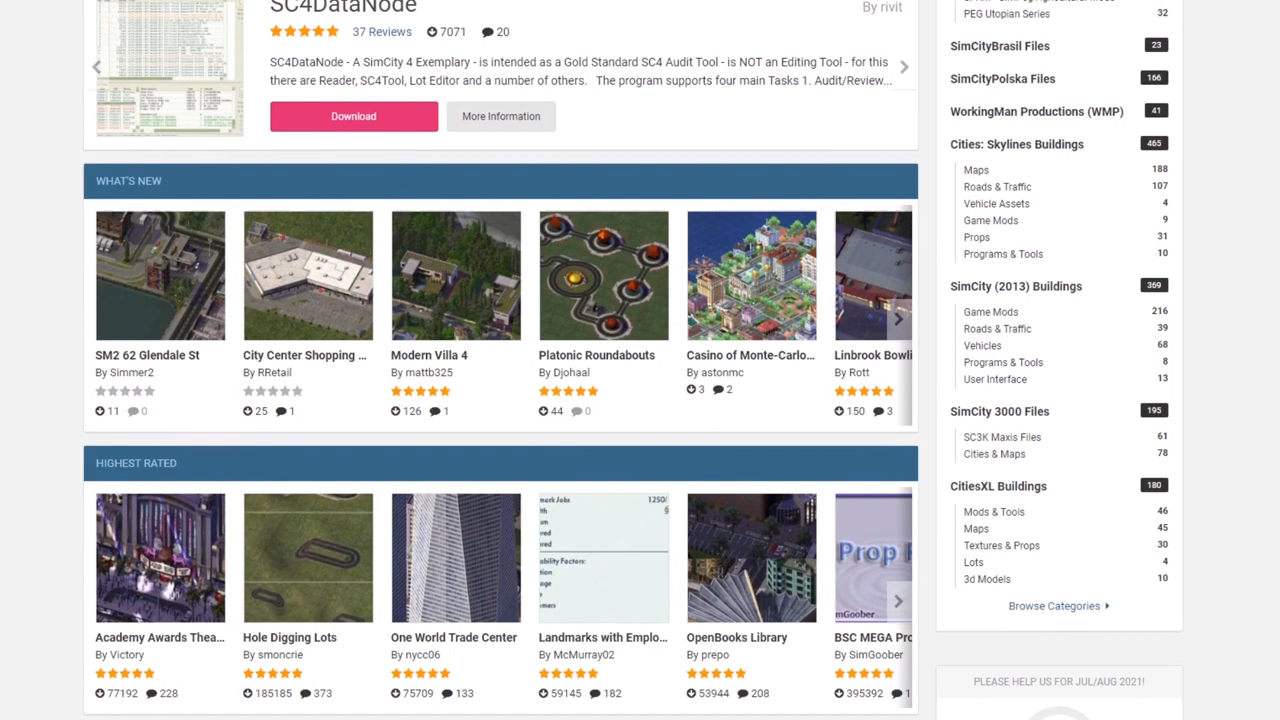 SC4DataNode
By rivit
37 Reviews 7071 20
SC4DataNode - A SimCity 4 Exemplary - is intended as a Gold Standard SC4 Audit Tool - is NOT an Editing Tool - for this
there are Reader, SC4Tool, Lot Editor and a number of others. The program supports four main Tasks 1. Audit/Review...
Download More Information
WHAT'S NEW
SM2 62 Glendale St
By Simmer2
11 0
City Center Shopping ...
By RRetail
25 1
Modern Villa 4
By mattb325
126 1
Platonic Roundabouts
By Djohaal
44 0
Casino of Monte-Carlo...
By astonmc
3 2
Linbrook Bowli
By Rott
150 3
HIGHEST RATED
1250/
Prop
mGoober
Academy Awards Thea...
By Victory
77192 228
Hole Digging Lots
By smoncrie
185185 373
One World Trade Center
By nycc06
75709 133
Landmarks with Emplo...
By McMurray02
59145 182
OpenBooks Library
By prepo
53944 208
BSC MEGA Pro
By SimGoober
395392 1
PEG Utopian Series 32
SimCityBrasil Files 23
SimCityPolska Files 166
WorkingMan Productions (WMP) 41
Cities: Skylines Buildings 465
Maps 188
Roads & Traffic 107
Vehicle Assets 4
Game Mods 9
Props 31
Programs & Tools 10
SimCity (2013) Buildings 369
Game Mods 216
Roads & Traffic 39
Vehicles 68
Programs & Tools 8
User Interface 13
SimCity 3000 Files 195
SC3K Maxis Files 61
Cities & Maps 78
CitiesXL Buildings 180
Mods & Tools 46
Maps 45
Textures & Props 30
Lots 4
3d Models 10
Browse Categories
PLEASE HELP US FOR JUL/AUG 2021!